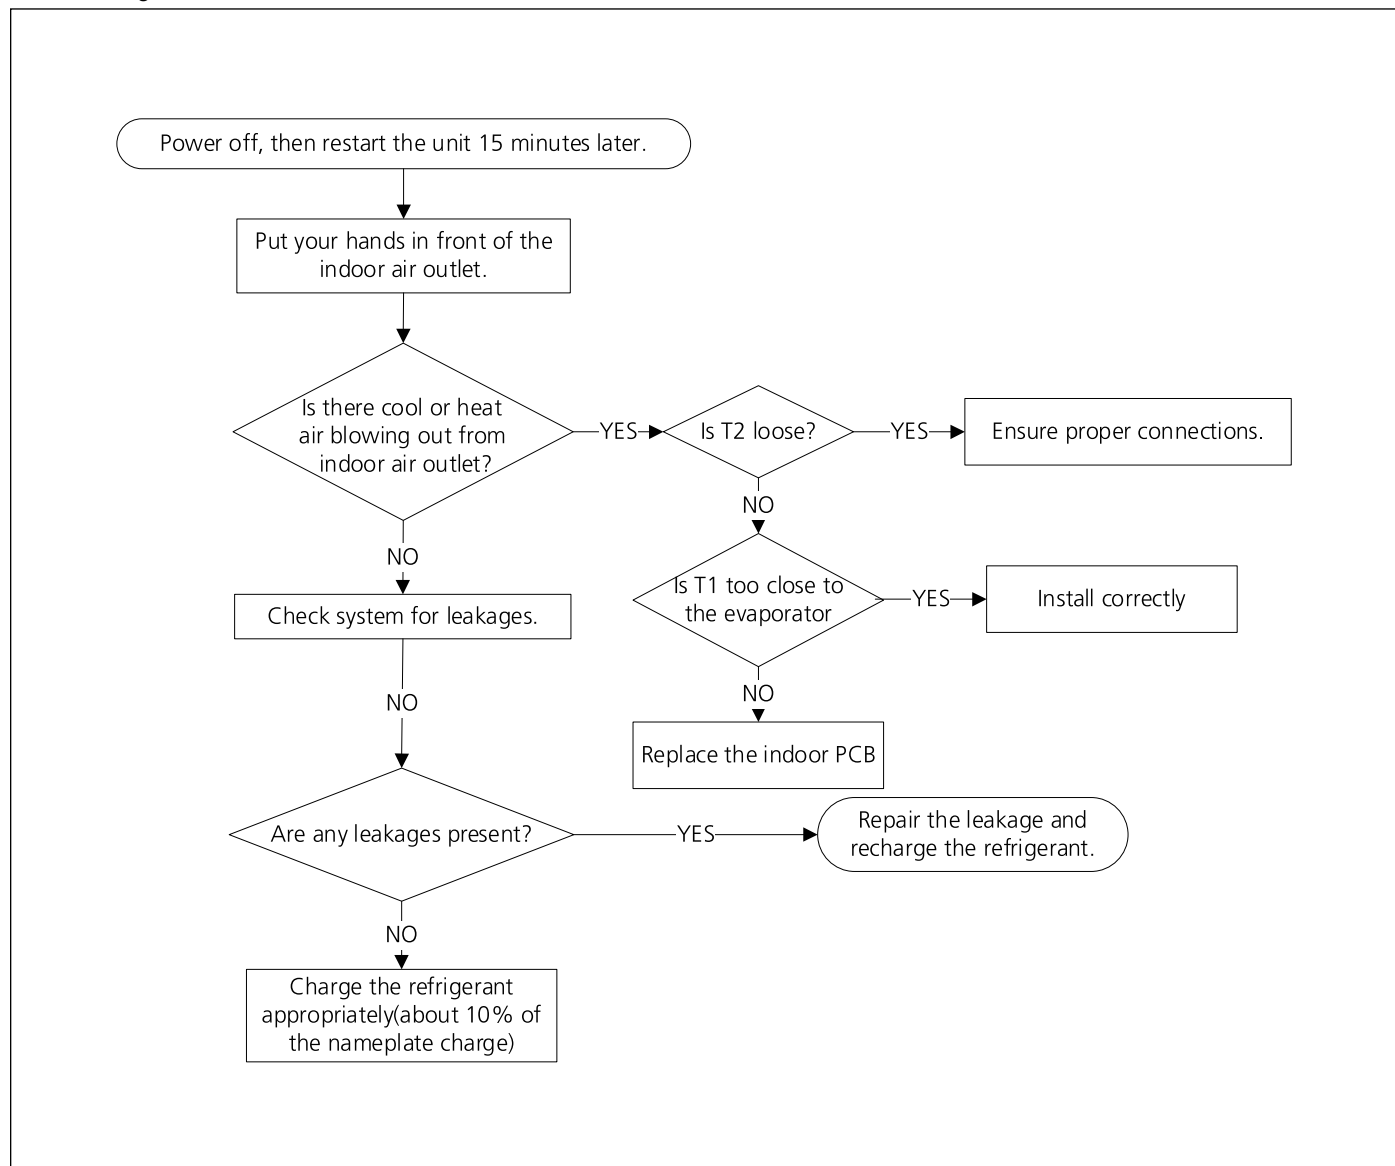 Power off, then restart the unit 15 minutes later.
Put your hands in front of the
indoor air outlet.
Is there cool or heat
air blowing out from
indoor air outlet?
YES
Is T2 loose?
YES
Ensure proper connections.
NO
NO
Is T1 too close to
the evaporator
YES
Install correctly
Check system for leakages.
NO
NO
Replace the indoor PCB
Are any leakages present?
YES
Repair the leakage and
recharge the refrigerant.
NO
Charge the refrigerant
appropriately(about 10% of
the nameplate charge)